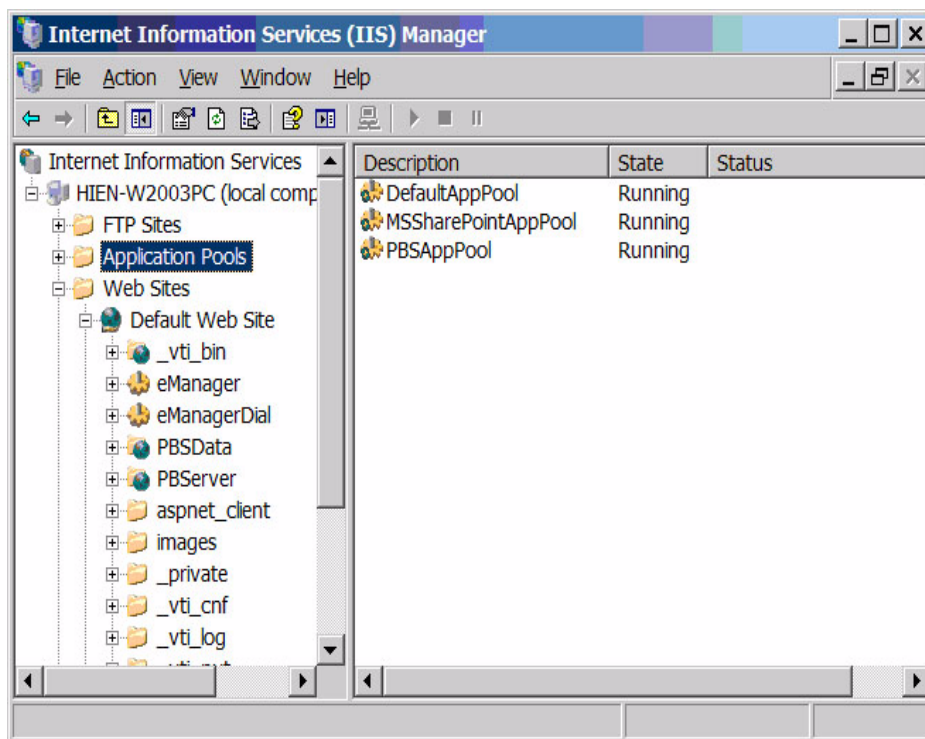 Internet Information Services (IIS) Manager
File Action View Window Help
Internet Information Services
HIEN-W2003PC (local comp
FTP Sites
Application Pools
Web Sites
Default Web Site
_vti_bin
eManager
eManagerDial
PBSData
PBServer
aspnet_client
images
_private
_vti_cnf
_vti_log
Description State Status
DefaultAppPool Running
MSSharePointAppPool Running
PBSAppPool Running